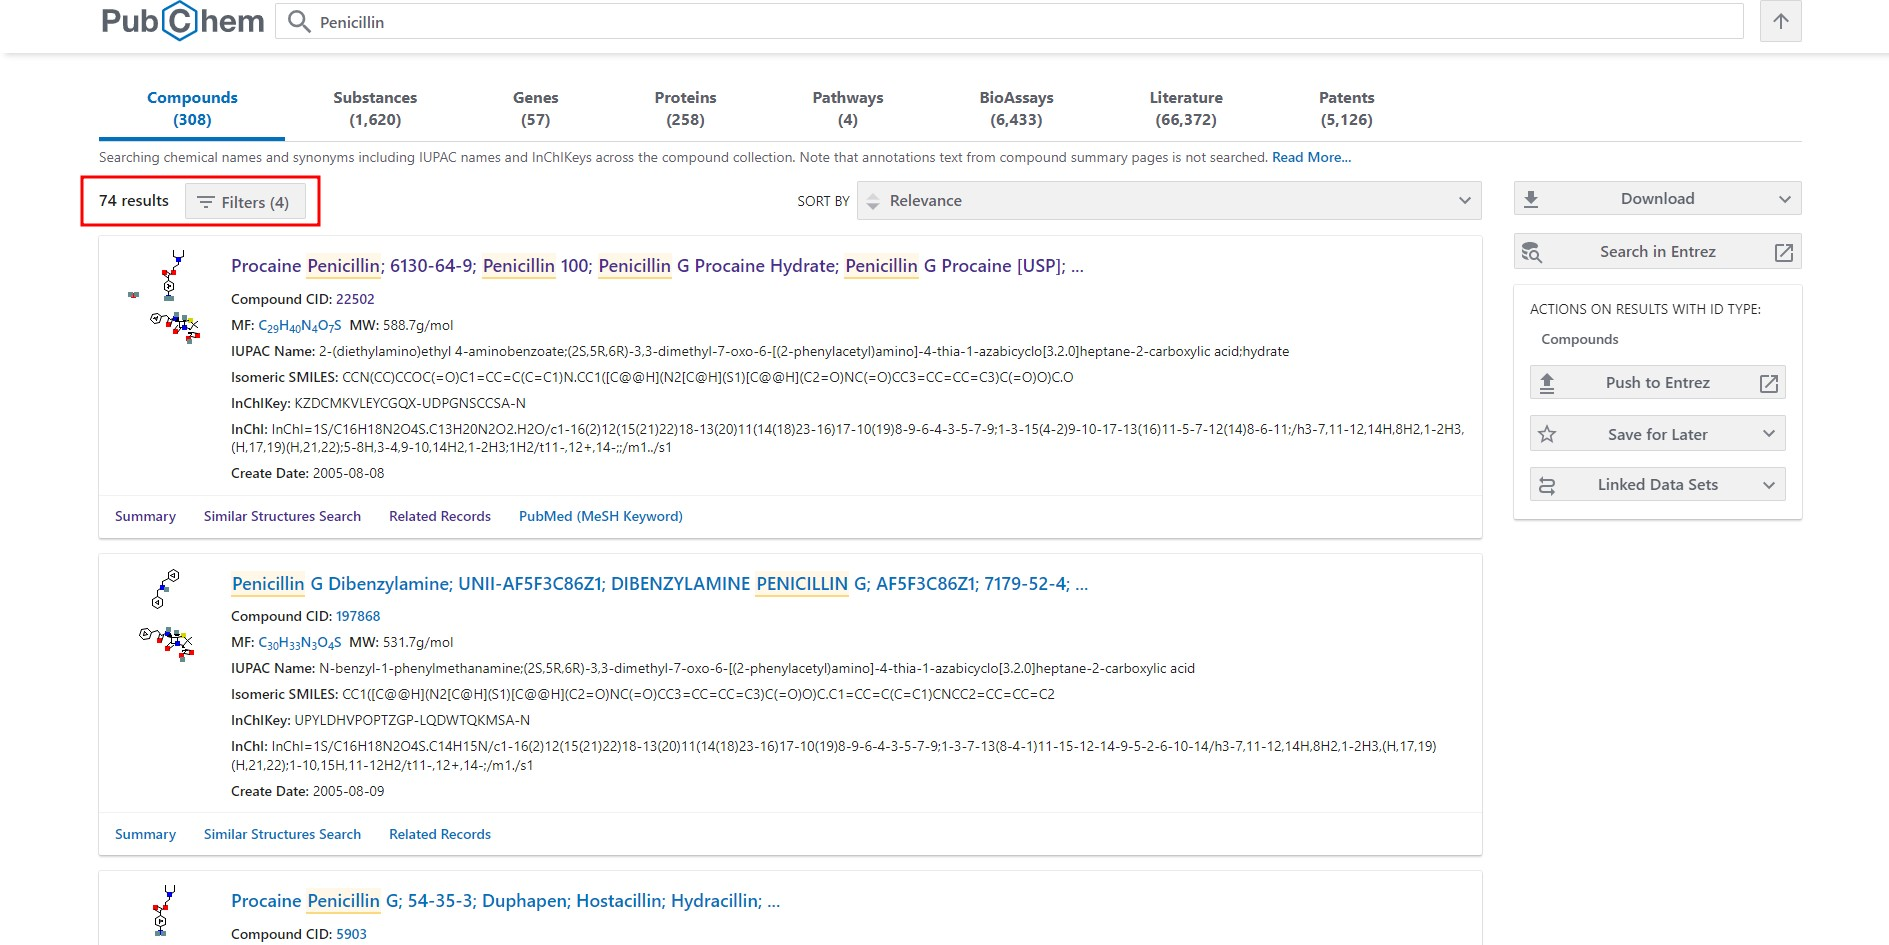 PubChem
Penicillin
Compounds
(308)
Substances
(1,620)
Genes
(57)
Proteins
(258)
Pathways
(4)
BioAssays
(6,433)
Literature
(66,372)
Patents
(5,126)
Searching chemical names and synonyms including IUPAC names and InChIKeys across the compound collection. Note that annotations text from compound summary pages is not searched. Read More...
74 results
Filters (4)
SORT BY
Relevance
Download
Search in Entrez
ACTIONS ON RESULTS WITH ID TYPE:
Compounds
Push to Entrez
Save for Later
Linked Data Sets
Procaine Penicillin; 6130-64-9; Penicillin 100; Penicillin G Procaine Hydrate; Penicillin G Procaine [USP]; ...
Compound CID: 22502
MF: C29H40N4O7S MW: 588.7g/mol
IUPAC Name: 2-(diethylamino)ethyl 4-aminobenzoate;(2S,5R,6R)-3,3-dimethyl-7-oxo-6-[(2-phenylacetyl)amino]-4-thia-1-azabicyclo[3.2.0]heptane-2-carboxylic acid;hydrate
Isomeric SMILES: CCN(CC)CCOC(=O)C1=CC=C(C=C1)N.CC1([C@@H](N2[C@H](S1)[C@@H](C2=O)NC(=O)CC3=CC=CC=C3)C(=O)O)C.O
InChIKey: KZDCMKVLEYCGQX-UDPGNSCCSA-N
InChI: InChI=1S/C16H18N2O4S.C13H20N2O2.H2O/c1-16(2)12(15(21)22)18-13(20)11(14(18)23-16)17-10(19)8-9-6-4-3-5-7-9;1-3-15(4-2)9-10-17-13(16)11-5-7-12(14)8-6-11;/h3-7,11-12,14H,8H2,1-2H3,
(H,17,19)(H,21,22);5-8H,3-4,9-10,14H2,1-2H3;1H2/t11-,12+,14-;;/m1../s1
Create Date: 2005-08-08
Summary
Similar Structures Search
Related Records
PubMed (MeSH Keyword)
Penicillin G Dibenzylamine; UNII-AF5F3C86Z1; DIBENZYLAMINE PENICILLIN G; AF5F3C86Z1; 7179-52-4; ...
Compound CID: 197868
MF: C30H33N3O4S MW: 531.7g/mol
IUPAC Name: N-benzyl-1-phenylmethanamine;(2S,5R,6R)-3,3-dimethyl-7-oxo-6-[(2-phenylacetyl)amino]-4-thia-1-azabicyclo[3.2.0]heptane-2-carboxylic acid
Isomeric SMILES: CC1([C@@H](N2[C@H](S1)[C@@H](C2=O)NC(=O)CC3=CC=CC=C3)C(=O)O)C.C1=CC=C(C=C1)CNCC2=CC=CC=C2
InChIKey: UPYLDHVPOPTZGP-LQDWTQKMSA-N
InChI: InChI=1S/C16H18N2O4S.C14H15N/c1-16(2)12(15(21)22)18-13(20)11(14(18)23-16)17-10(19)8-9-6-4-3-5-7-9;1-3-7-13(8-4-1)11-15-12-14-9-5-2-6-10-14/h3-7,11-12,14H,8H2,1-2H3,(H,17,19)
(H,21,22);1-10,15H,11-12H2/t11-,12+,14-;/m1./s1
Create Date: 2005-08-09
Summary
Similar Structures Search
Related Records
Procaine Penicillin G; 54-35-3; Duphapen; Hostacillin; Hydracillin; ...
Compound CID: 5903